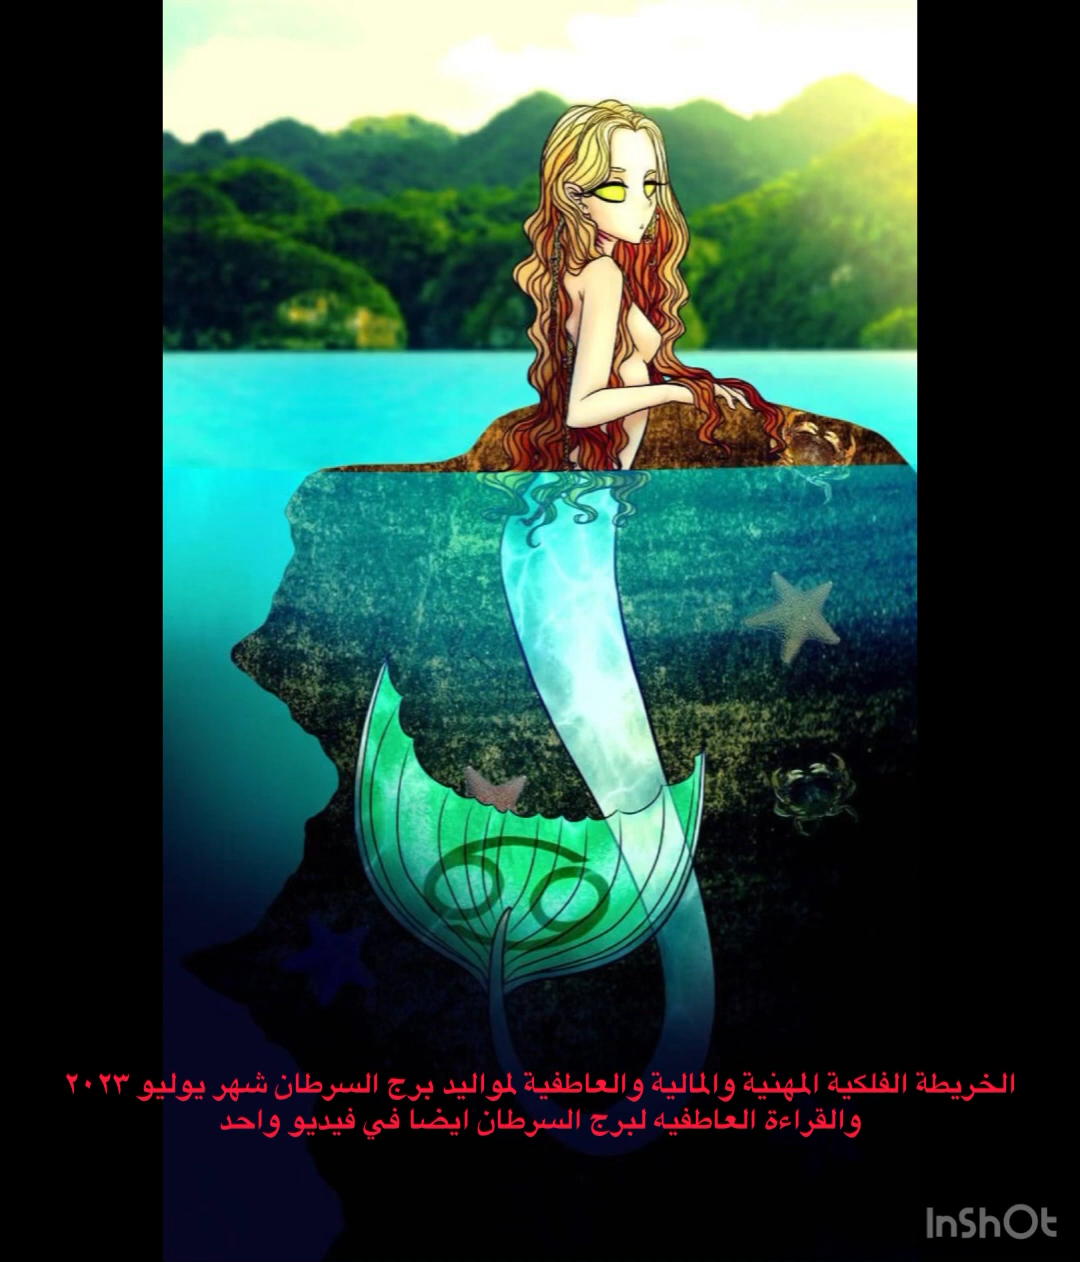 الخريطة الفلكية المهنية والمالية والعاطفية لمواليد برج السرطان شهر يوليو ٢٠٢٣
والقراءة العاطفيه لبرج السرطان ايضا في فيديو واحد
InShOt